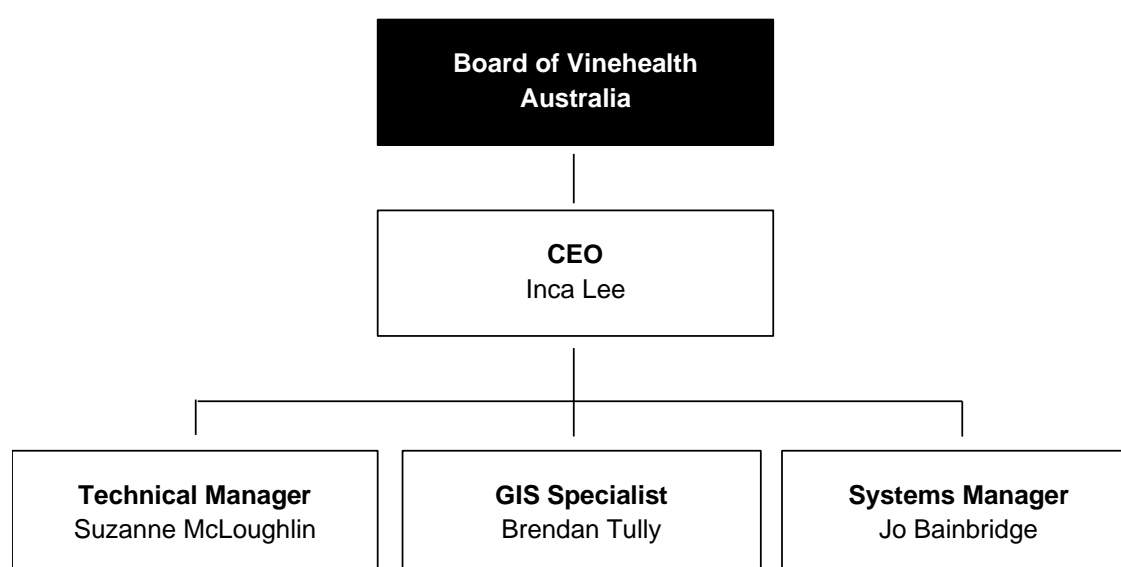 Board of Vinehealth
Australia
CEO
Inca Lee
Technical Manager
Suzanne McLoughlin
GIS Specialist
Brendan Tully
Systems Manager
Jo Bainbridge